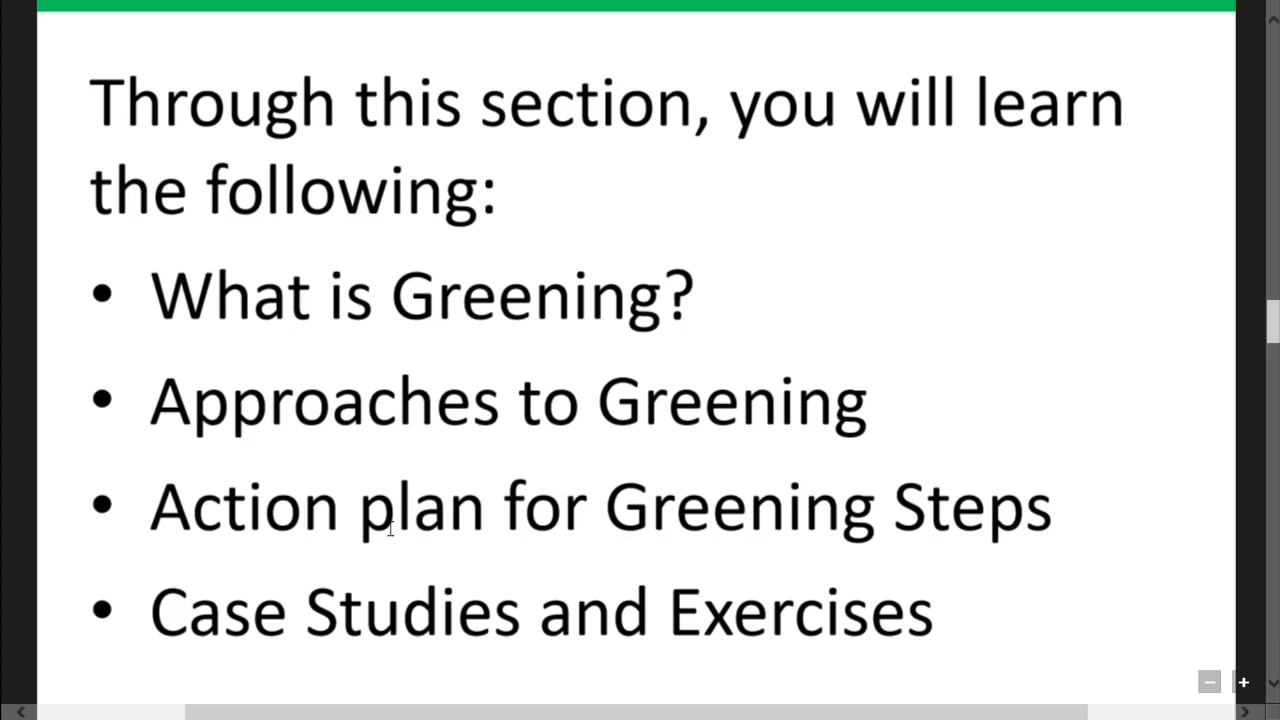 Through this section, you will learn
the following:
• What is Greening?
• Approaches to Greening
• Action plan for Greening Steps
• Case Studies and Exercises